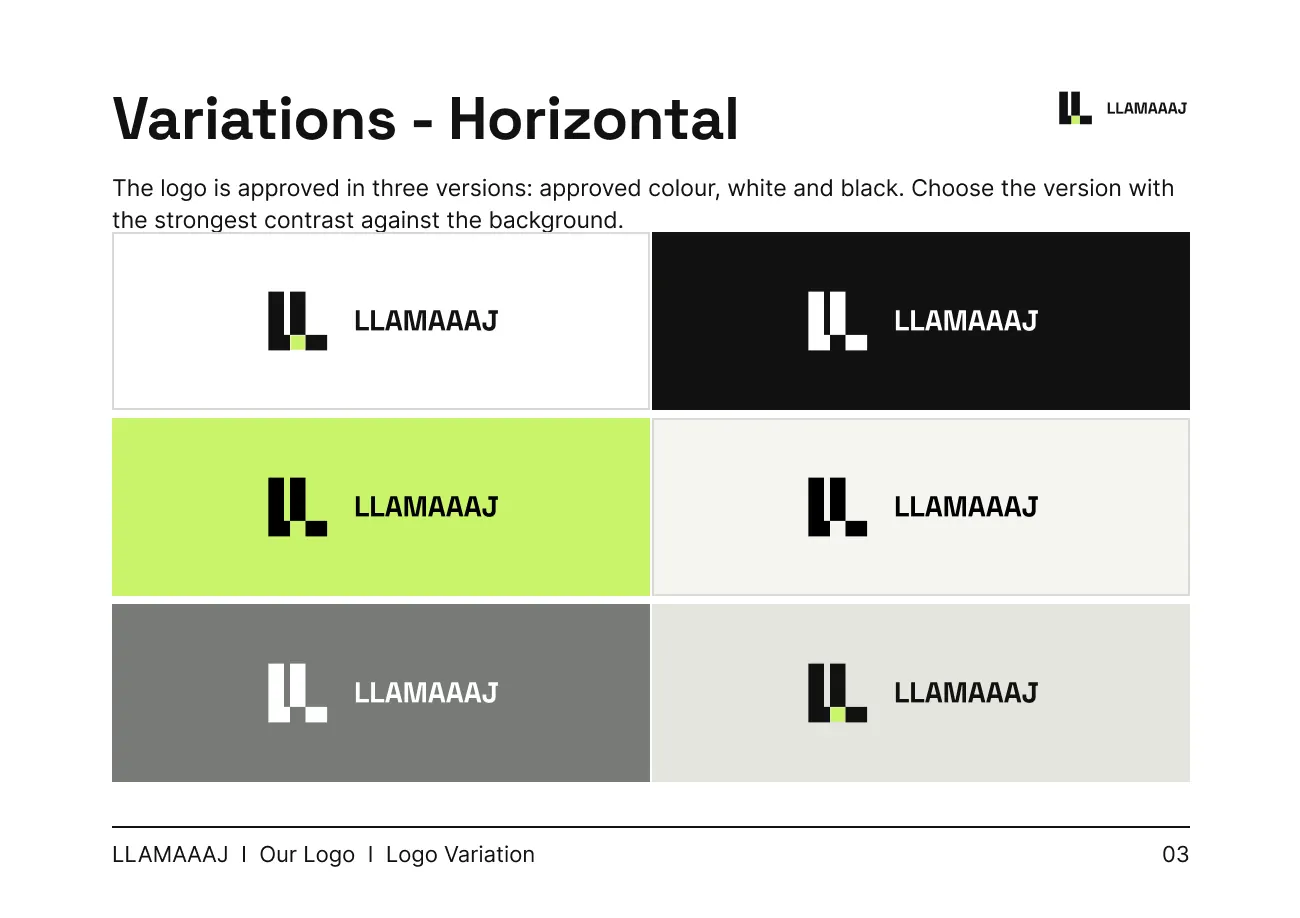 Variations - Horizontal
LLAMAAAJ
The logo is approved in three versions: approved colour, white and black. Choose the version with
the strongest contrast against the background.
LLAMAAAJ
LLAMAAAJ
LLAMAAAJ
LLAMAAAJ
LLAMAAAJ
LLAMAAAJ
LLAMAAAJ I Our Logo I Logo Variation
03